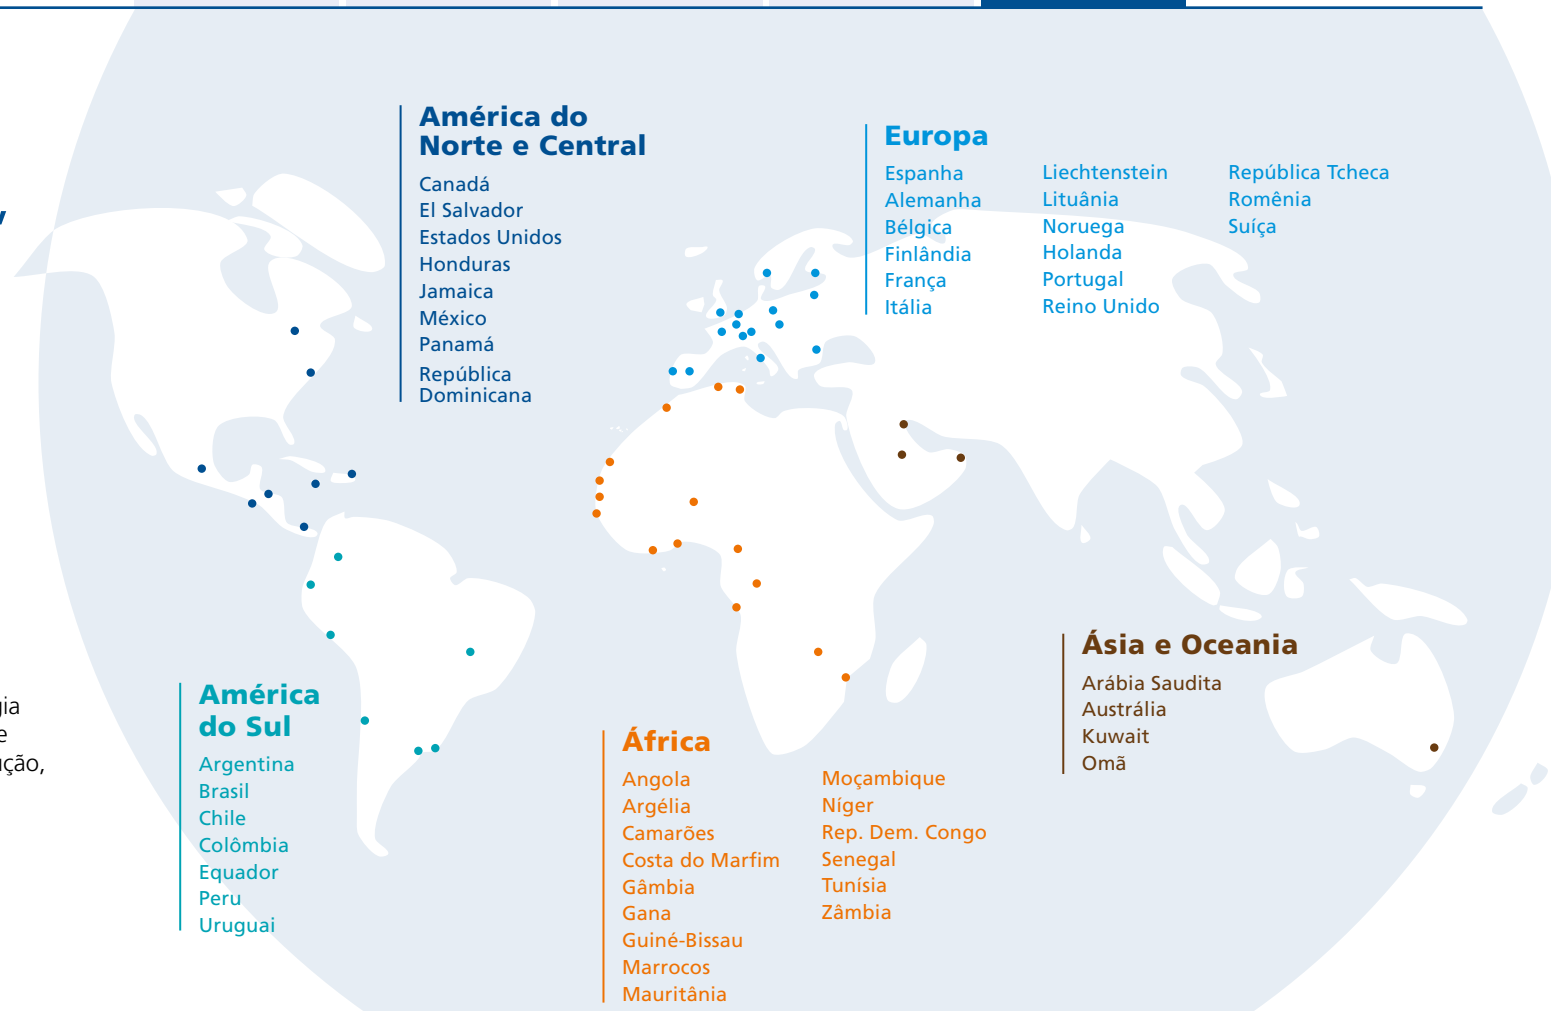 América do
Norte e Central
Canadá
El Salvador
Estados Unidos
Honduras
Jamaica
México
Panamá
República
Dominicana
Europa
Espanha
Alemanha
Bélgica
Finlândia
França
Itália
Liechtenstein
Lituânia
Noruega
Holanda
Portugal
Reino Unido
República Tcheca
Romênia
Suíça
América
do Sul
Argentina
Brasil
Chile
Colômbia
Equador
Peru
Uruguai
África
Angola
Argélia
Camarões
Costa do Marfim
Gâmbia
Gana
Guiné-Bissau
Marrocos
Mauritânia
Moçambique
Níger
Rep. Dem. Congo
Senegal
Tunísia
Zâmbia
Ásia e Oceania
Arábia Saudita
Austrália
Kuwait
Omã